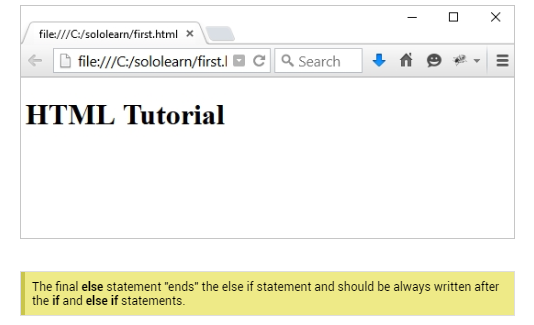 file:///C:/sololearn/first.html
file:///C:/sololearn/first.l
Search
HTML Tutorial
The final else statement "ends" the else if statement and should be always written after
the if and else if statements.